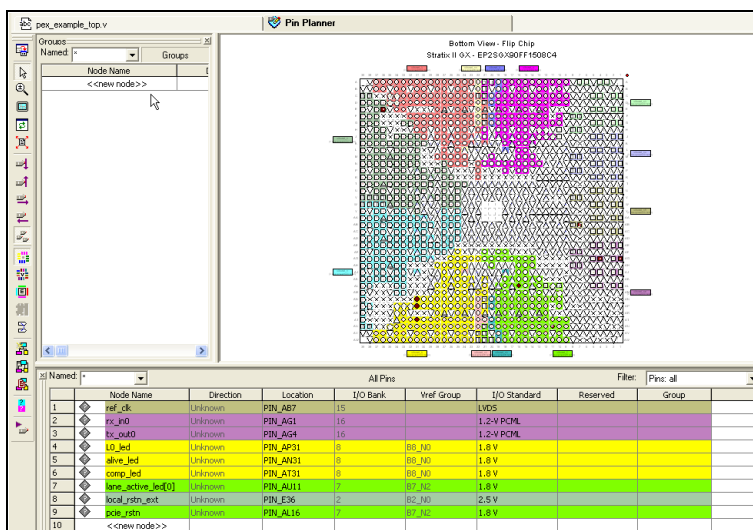 pex_example_top.v
Pin Planner
Groups
Named: *
Groups
Node Name
<<new node>>
Bottom View - Flip Chip
Stratix II GX - EP2SGX90FF1508C4
Named: *
All Pins
Filter: Pins: all
Node Name Direction Location I/O Bank Vref Group I/O Standard Reserved Group
1 ref_clk Unknown PIN_AB7 15 LVDS
2 rx_in0 Unknown PIN_AG1 16 1.2-V PCML
3 tx_out0 Unknown PIN_AG4 16 1.2-V PCML
4 L0_led Unknown PIN_AP31 8 B8_N0 1.8 V
5 alive_led Unknown PIN_AN31 8 B8_N0 1.8 V
6 comp_led Unknown PIN_AT31 8 B8_N0 1.8 V
7 lane_active_led[0] Unknown PIN_AU11 7 B7_N2 1.8 V
8 local_rstn_ext Unknown PIN_E36 2 B2_N0 2.5 V
9 pcie_rstn Unknown PIN_AL16 7 B7_N2 1.8 V
10 <<new node>>